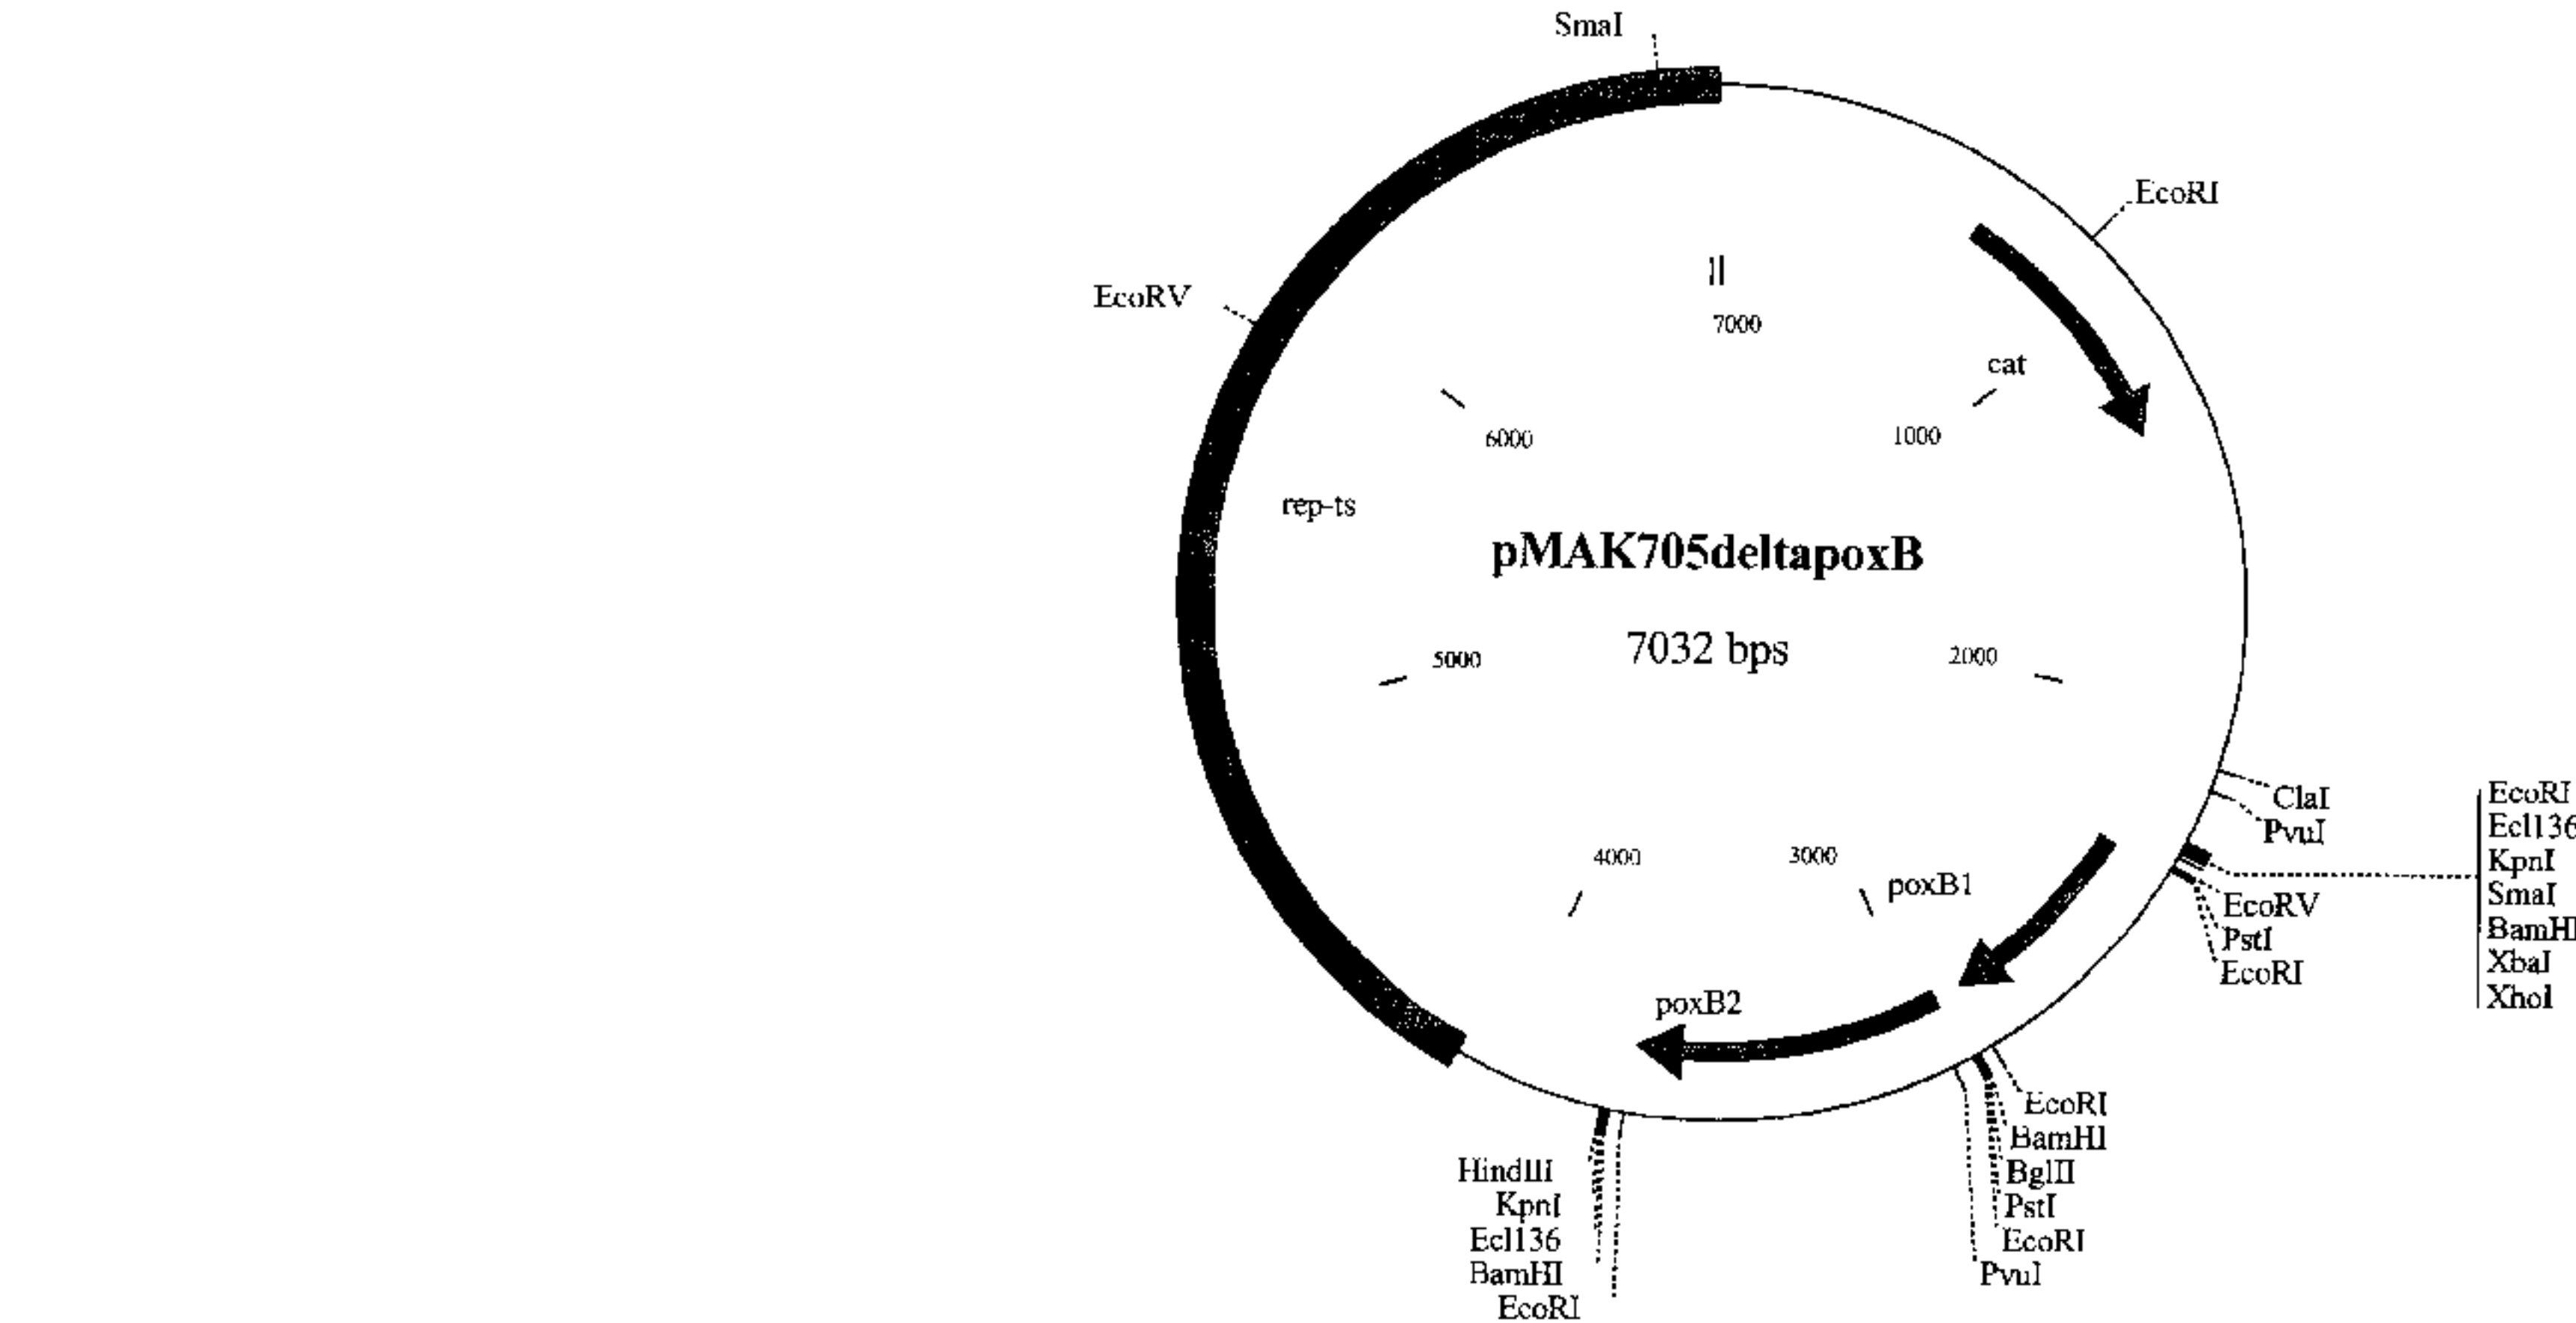 SmaI
EcoRI
EcoRV
7000
cat
6000
1000
rep-ts
pMAK705deltapoxB
7032 bps
5000
2000
ClaI
PvuI
EcoRI
Ecl136
KpnI
SmaI
BamHI
XbaI
XhoI
4000
3000
poxB1
EcoRV
PstI
EcoRI
poxB2
EcoRI
BamHI
BglII
PstI
EcoRI
PvuI
HindIII
KpnI
Ecl136
BamHI
EcoRI